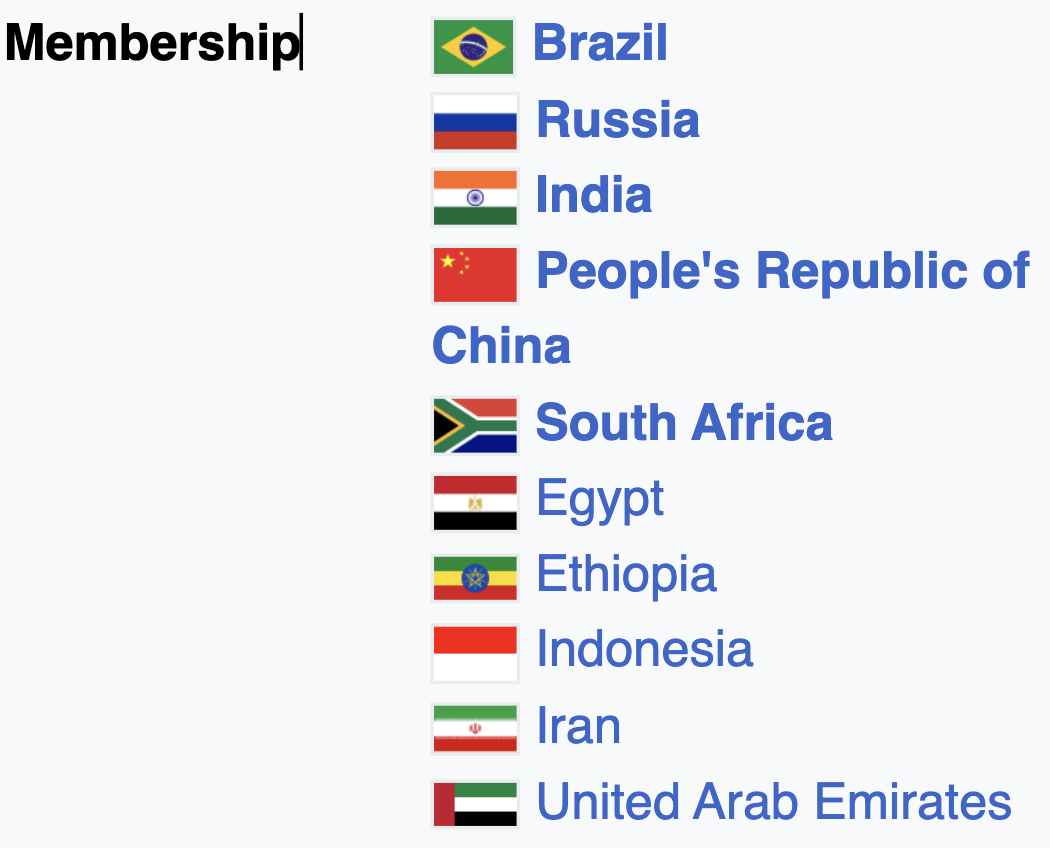 Membership
Brazil
Russia
India
People's Republic of
China
South Africa
Egypt
Ethiopia
Indonesia
Iran
United Arab Emirates